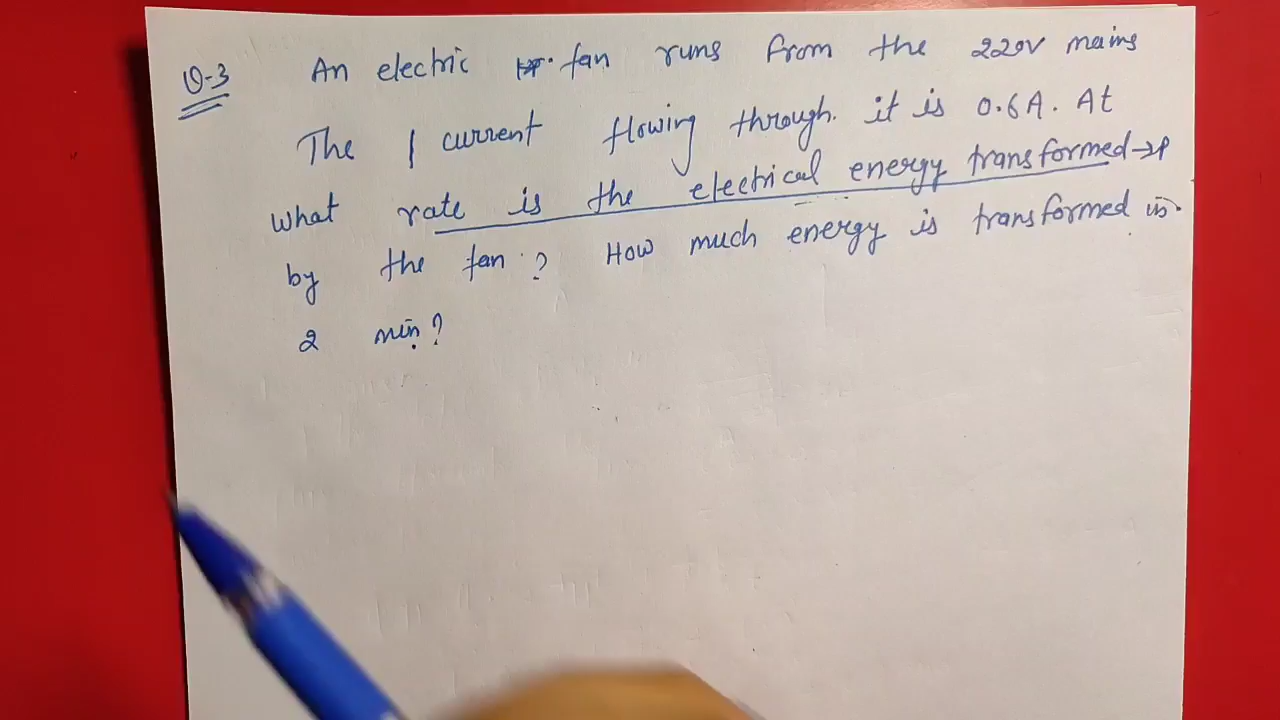 Q-3 An electric fan runs from the 220V mains
The current flowing through. it is 0.6A. At
what rate is the electrical energy transformed → P
by the fan ? How much energy is transformed in
2 min ?